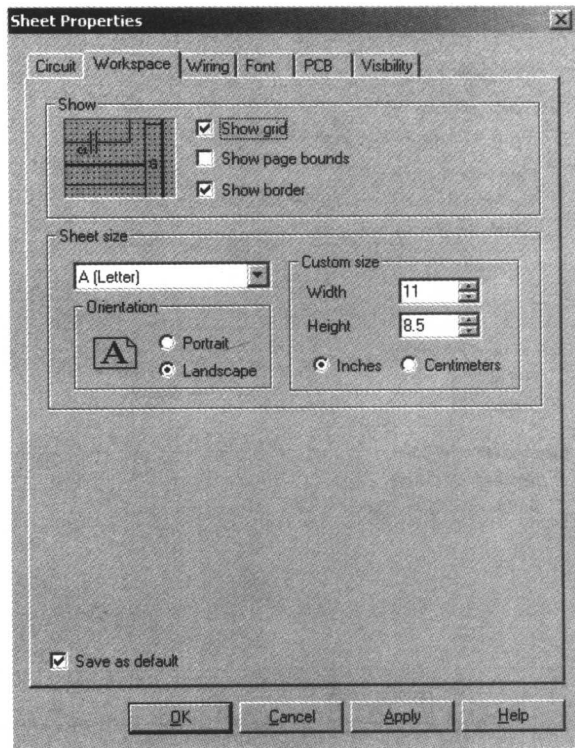 Sheet Properties
Circuit Workspace Wiring Font PCB Visibility
Show
Show grid
Show page bounds
Show border
Sheet size
A (Letter)
Orientation
A
Portrait
Landscape
Custom size
Width 11
Height 8.5
Inches Centimeters
Save as default
OK Cancel Apply Help